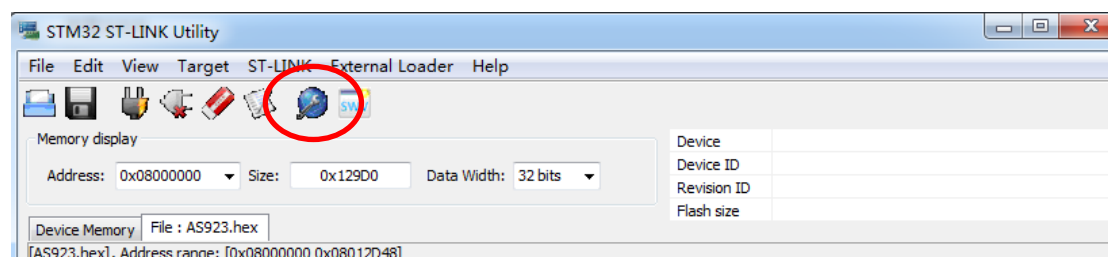 STM32 ST-LINK Utility
File Edit View Target ST-LINK External Loader Help
SWV
Memory display
Address: 0x08000000 Size: 0x129D0 Data Width: 32 bits
Device
Device ID
Revision ID
Flash size
Device Memory File : AS923.hex
[AS923.hex], Address range: [0x08000000 0x08012D48]